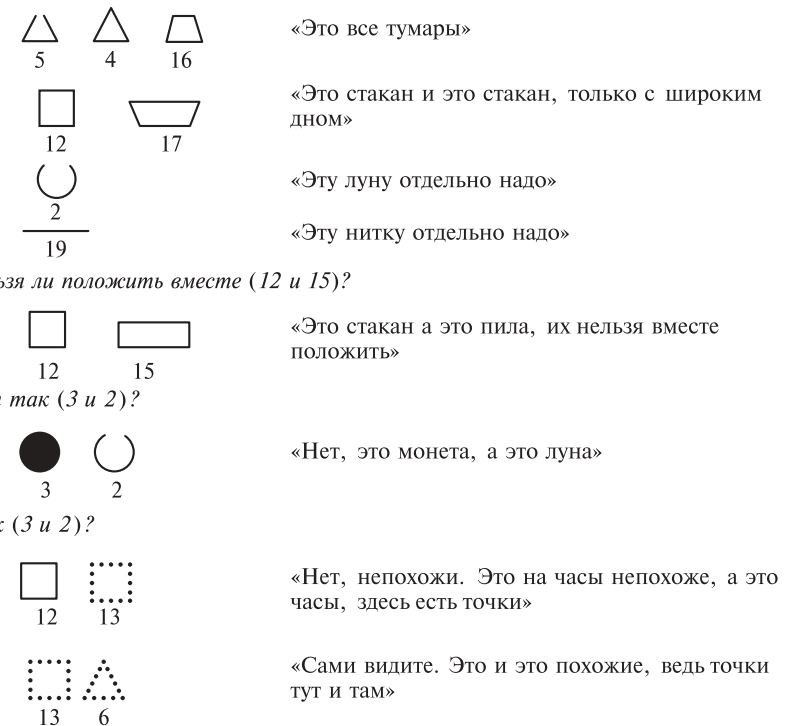 «Это все тумары»
5 4 16
«Это стакан и это стакан, только с широким
дном»
12 17
«Эту луну отдельно надо»
2
«Эту нитку отдельно надо»
19
ли положить вместе (12 и 15)?
«Это стакан а это пила, их нельзя вместе
положить»
12 15
так (3 и 2)?
«Нет, это монета, а это луна»
3 2
(3 и 2)?
«Нет, непохожи. Это на часы непохоже, а это
часы, здесь есть точки»
12 13
«Сами видите. Это и это похожие, ведь точки
тут и там»
13 6